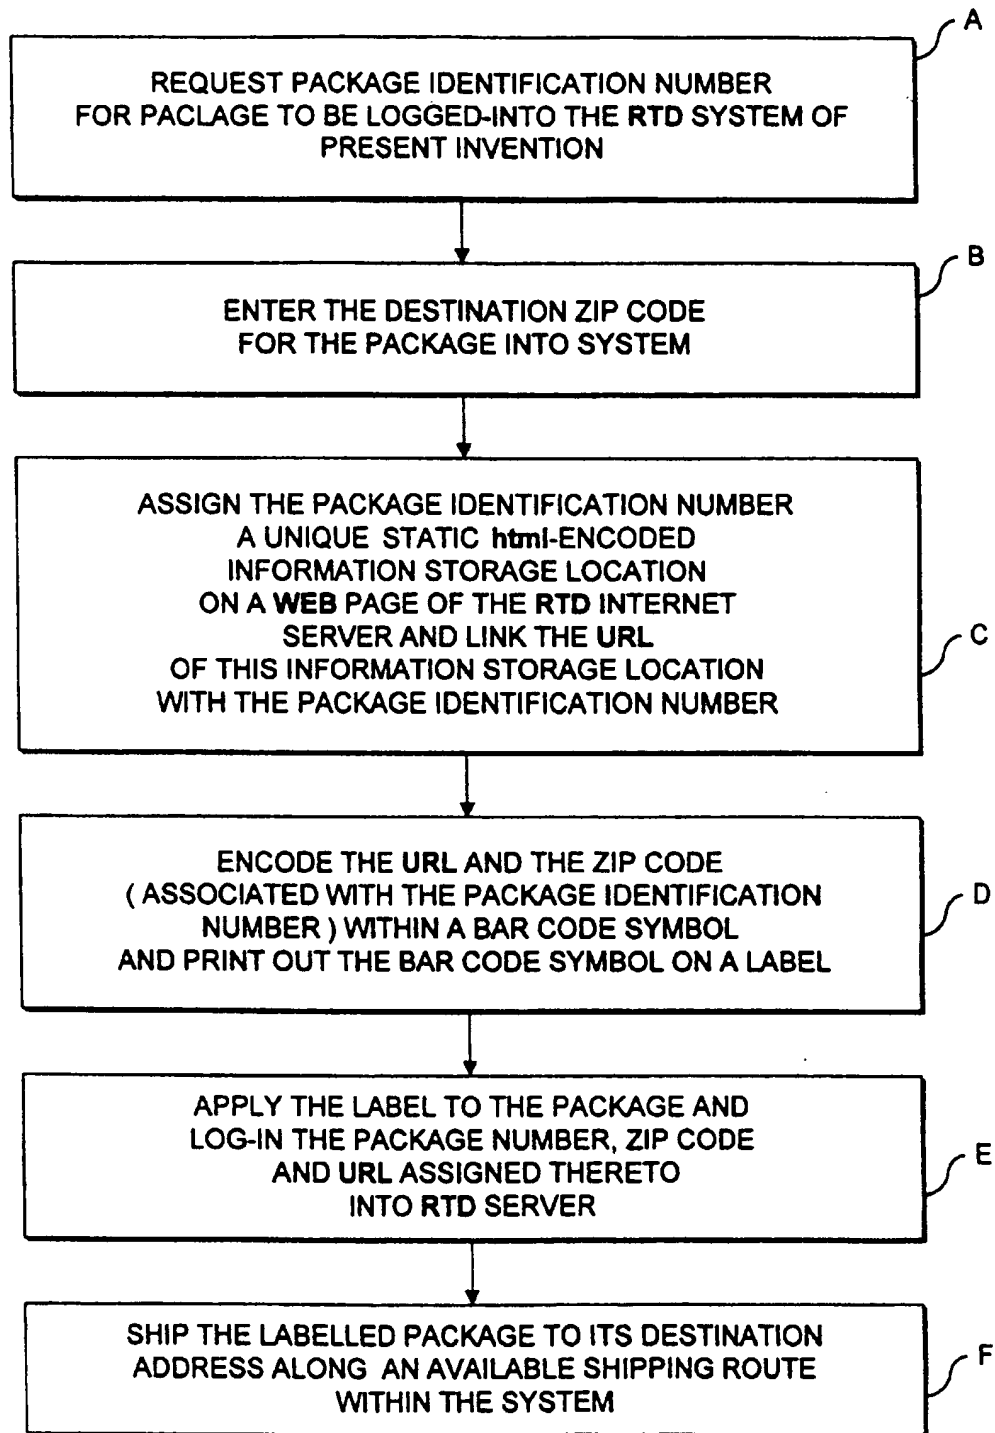 A
REQUEST PACKAGE IDENTIFICATION NUMBER
FOR PACLAGE TO BE LOGGED-INTO THE RTD SYSTEM OF
PRESENT INVENTION
B
ENTER THE DESTINATION ZIP CODE
FOR THE PACKAGE INTO SYSTEM
ASSIGN THE PACKAGE IDENTIFICATION NUMBER
A UNIQUE STATIC html-ENCODED
INFORMATION STORAGE LOCATION
ON A WEB PAGE OF THE RTD INTERNET
SERVER AND LINK THE URL
OF THIS INFORMATION STORAGE LOCATION
WITH THE PACKAGE IDENTIFICATION NUMBER
C
ENCODE THE URL AND THE ZIP CODE
( ASSOCIATED WITH THE PACKAGE IDENTIFICATION
NUMBER ) WITHIN A BAR CODE SYMBOL
AND PRINT OUT THE BAR CODE SYMBOL ON A LABEL
D
APPLY THE LABEL TO THE PACKAGE AND
LOG-IN THE PACKAGE NUMBER, ZIP CODE
AND URL ASSIGNED THERETO
INTO RTD SERVER
E
SHIP THE LABELLED PACKAGE TO ITS DESTINATION
ADDRESS ALONG AN AVAILABLE SHIPPING ROUTE
WITHIN THE SYSTEM
F